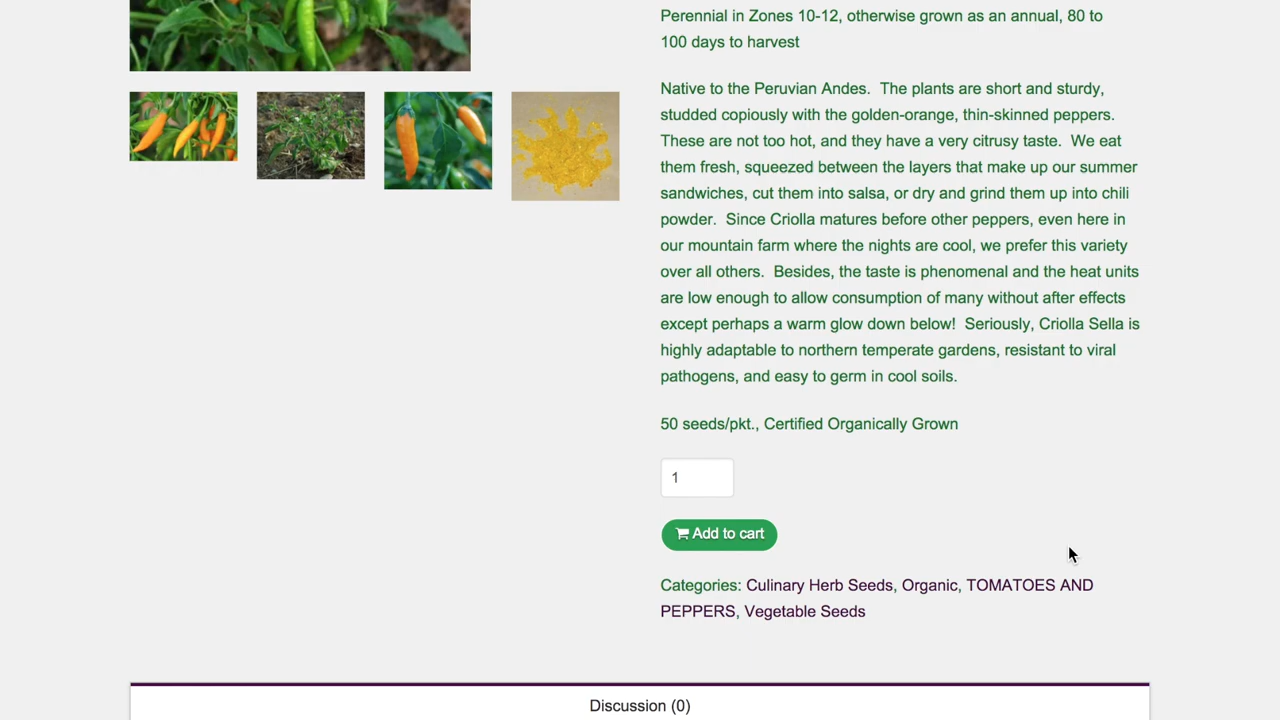 Perennial in Zones 10-12, otherwise grown as an annual, 80 to
100 days to harvest
Native to the Peruvian Andes.  The plants are short and sturdy,
studded copiously with the golden-orange, thin-skinned peppers.
These are not too hot, and they have a very citrusy taste.  We eat
them fresh, squeezed between the layers that make up our summer
sandwiches, cut them into salsa, or dry and grind them up into chili
powder.  Since Criolla matures before other peppers, even here in
our mountain farm where the nights are cool, we prefer this variety
over all others.  Besides, the taste is phenomenal and the heat units
are low enough to allow consumption of many without after effects
except perhaps a warm glow down below!  Seriously, Criolla Sella is
highly adaptable to northern temperate gardens, resistant to viral
pathogens, and easy to germ in cool soils.
50 seeds/pkt., Certified Organically Grown
1
Add to cart
Categories: Culinary Herb Seeds, Organic, TOMATOES AND
PEPPERS, Vegetable Seeds
Discussion (0)